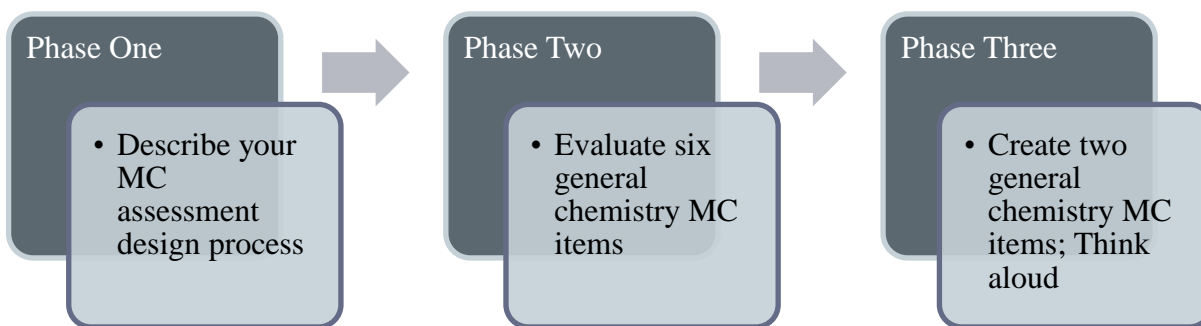 Phase One
• Describe your
MC
assessment
design process
Phase Two
• Evaluate six
general
chemistry MC
items
Phase Three
• Create two
general
chemistry MC
items; Think
aloud